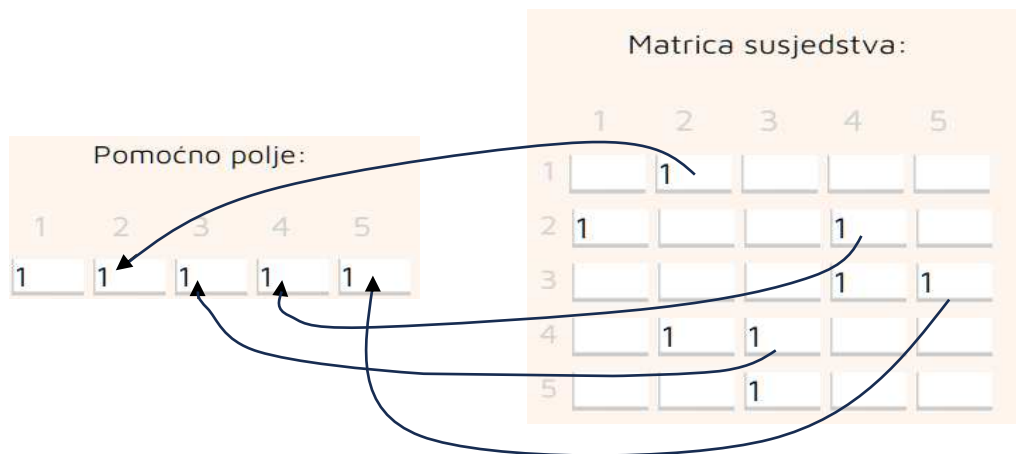 Matrica susjedstva:
1 2 3 4 5
1 1
2 1 1
3 1 1
4 1 1
5 1
Pomoćno polje:
1 2 3 4 5
1 1 1 1 1